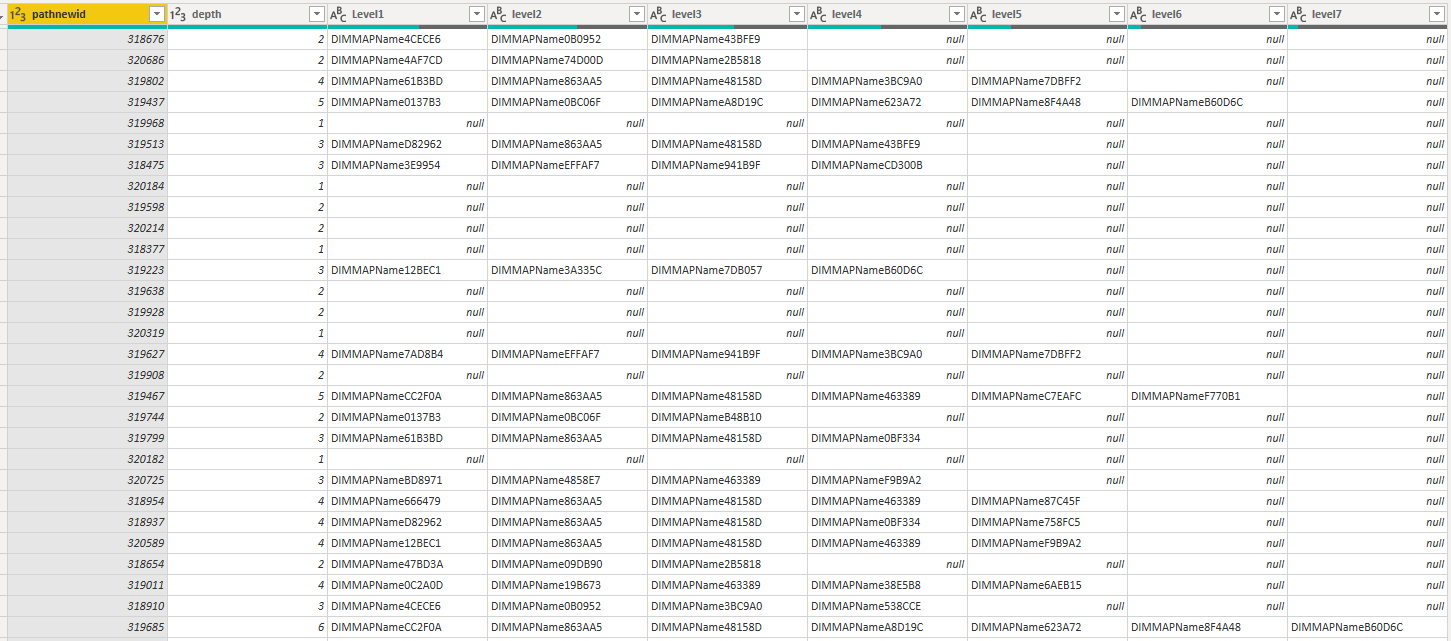 1²3 pathnewid 1²3 depth ABC Level1 ABC level2 ABC level3 ABC level4 ABC level5 ABC level6 ABC level7
318676 2 DIMMAPName4CECE6 DIMMAPName0B0952 DIMMAPName43BFE9 null null null null
320686 2 DIMMAPName4AF7CD DIMMAPName74D00D DIMMAPName2B5818 null null null null
319802 4 DIMMAPName61B3BD DIMMAPName863AA5 DIMMAPName48158D DIMMAPName3BC9A0 DIMMAPName7DBFF2 null null
319437 5 DIMMAPName0137B3 DIMMAPName0BC06F DIMMAPNameA8D19C DIMMAPName623A72 DIMMAPName8F4A48 DIMMAPNameB60D6C null
319968 1 null null null null null null null
319513 3 DIMMAPNameD82962 DIMMAPName863AA5 DIMMAPName48158D DIMMAPName43BFE9 null null null
318475 3 DIMMAPName3E9954 DIMMAPNameEFFAF7 DIMMAPName941B9F DIMMAPNameCD300B null null null
320184 1 null null null null null null null
319598 2 null null null null null null null
320214 2 null null null null null null null
318377 1 null null null null null null null
319223 3 DIMMAPName12BEC1 DIMMAPName3A335C DIMMAPName7DB057 DIMMAPNameB60D6C null null null
319638 2 null null null null null null null
319928 2 null null null null null null null
320319 1 null null null null null null null
319627 4 DIMMAPName7AD8B4 DIMMAPNameEFFAF7 DIMMAPName941B9F DIMMAPName3BC9A0 DIMMAPName7DBFF2 null null
319908 2 null null null null null null null
319467 5 DIMMAPNameCC2F0A DIMMAPName863AA5 DIMMAPName48158D DIMMAPName463389 DIMMAPNameC7EAFC DIMMAPNameF770B1 null
319744 2 DIMMAPName0137B3 DIMMAPName0BC06F DIMMAPNameB48B10 null null null null
319799 3 DIMMAPName61B3BD DIMMAPName863AA5 DIMMAPName48158D DIMMAPName0BF334 null null null
320182 1 null null null null null null null
320725 3 DIMMAPNameBD8971 DIMMAPName4858E7 DIMMAPName463389 DIMMAPNameF9B9A2 null null null
318954 4 DIMMAPName666479 DIMMAPName863AA5 DIMMAPName48158D DIMMAPName463389 DIMMAPName87C45F null null
318937 4 DIMMAPNameD82962 DIMMAPName863AA5 DIMMAPName48158D DIMMAPName0BF334 DIMMAPName758FC5 null null
320589 4 DIMMAPName12BEC1 DIMMAPName863AA5 DIMMAPName48158D DIMMAPName463389 DIMMAPNameF9B9A2 null null
318654 2 DIMMAPName47BD3A DIMMAPName09DB90 DIMMAPName2B5818 null null null null
319011 4 DIMMAPName0C2A0D DIMMAPName19B673 DIMMAPName463389 DIMMAPName38E5B8 DIMMAPName6AEB15 null null
318910 3 DIMMAPName4CECE6 DIMMAPName0B0952 DIMMAPName3BC9A0 DIMMAPName538CCE null null null
319685 6 DIMMAPNameCC2F0A DIMMAPName863AA5 DIMMAPName48158D DIMMAPNameA8D19C DIMMAPName623A72 DIMMAPName8F4A48 DIMMAPNameB60D6C